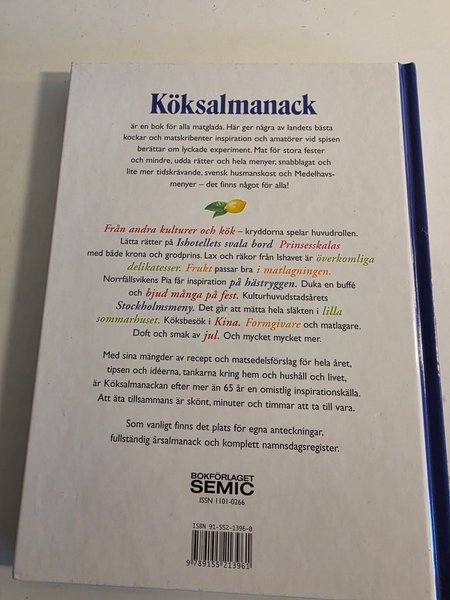 Köksalmanack
är en bok för alla matglada. Här ger några av landets bästa
kockar och matskribenter inspiration och amatörer vid spisen
berättar om lyckade experiment. Mat för stora fester
och mindre, udda rätter och hela menyer, snabblagat och
lite mer tidskrävande, svensk husmanskost och Medelhavs-
menyer – det finns något för alla!
Från andra kulturer och kök – kryddorna spelar huvudrollen.
Lätta rätter på Ishotellets svala bord Prinsesskalas
med både krona och grodprins. Lax och räkor från Ishavet är överkomliga
delikatesser. Frukt passar bra i matlagningen.
Norrfällsvikens Pia får inspiration på hästryggen. Duka en buffé
och bjud många på fest. Kulturhuvudstadsårets
Stockholmsmeny. Det går att mätta hela släkten i lilla
sommarhuset. Köksbesök i Kina. Formgivare och matlagare.
Doft och smak av jul. Och mycket mycket mer.
Med sina mängder av recept och matsedelsförslag för hela året,
tipsen och idéerna, tankarna kring hem och hushåll och livet,
är Köksalmanackan efter mer än 65 år en omistlig inspirationskälla.
Att äta tillsammans är skönt, minuter och timmar att ta till vara.
Som vanligt finns det plats för egna anteckningar,
fullständig årsalmanack och komplett namnsdagsregister.
BOKFÖRLAGET
SEMIC
ISSN 1101-0266
ISBN 91-552-1396-0
9 789155 213961